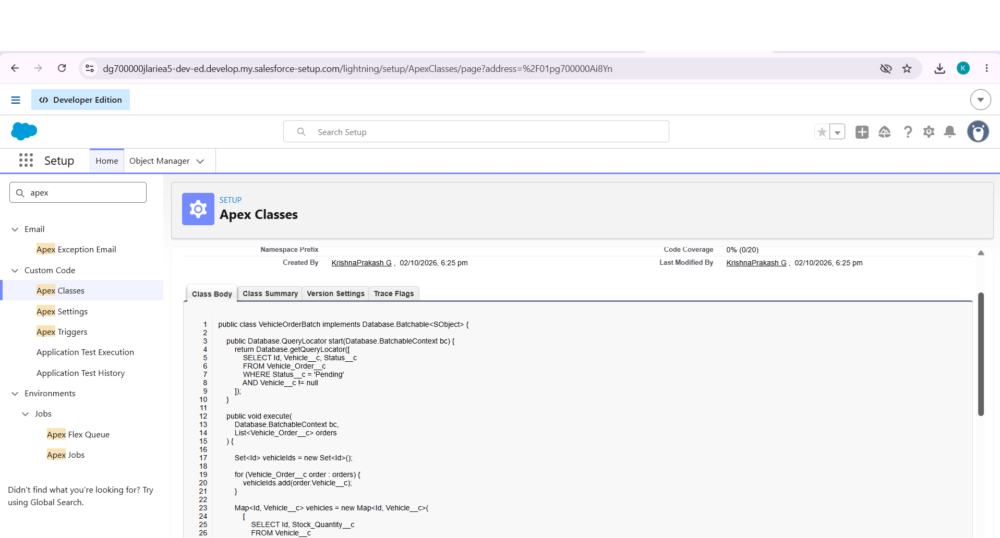 dg700000jlariea5-dev-ed.develop.my.salesforce-setup.com/lightning/setup/ApexClasses/page?address=%2F01pg700000Ai8Yn
K
</> Developer Edition
Search Setup
Setup
Home
Object Manager
apex
Email
Apex Exception Email
Custom Code
Apex Classes
Apex Settings
Apex Triggers
Application Test Execution
Application Test History
Environments
Jobs
Apex Flex Queue
Apex Jobs
Didn't find what you're looking for? Try
using Global Search.
SETUP
Apex Classes
Namespace Prefix
Code Coverage 0% (0/20)
Created By KrishnaPrakash G , 02/10/2026, 6:25 pm
Last Modified By KrishnaPrakash G , 02/10/2026, 6:25 pm
Class Body
Class Summary
Version Settings
Trace Flags
1 public class VehicleOrderBatch implements Database.Batchable<SObject> {
2
3 public Database.QueryLocator start(Database.BatchableContext bc) {
4 return Database.getQueryLocator([
5 SELECT Id, Vehicle__c, Status__c
6 FROM Vehicle_Order__c
7 WHERE Status__c = 'Pending'
8 AND Vehicle__c != null
9 ]);
10 }
11
12 public void execute(
13 Database.BatchableContext bc,
14 List<Vehicle_Order__c> orders
15 ) {
16
17 Set<Id> vehicleIds = new Set<Id>();
18
19 for (Vehicle_Order__c order : orders) {
20 vehicleIds.add(order.Vehicle__c);
21 }
22
23 Map<Id, Vehicle__c> vehicles = new Map<Id, Vehicle__c>(
24 [
25 SELECT Id, Stock_Quantity__c
26 FROM Vehicle__c